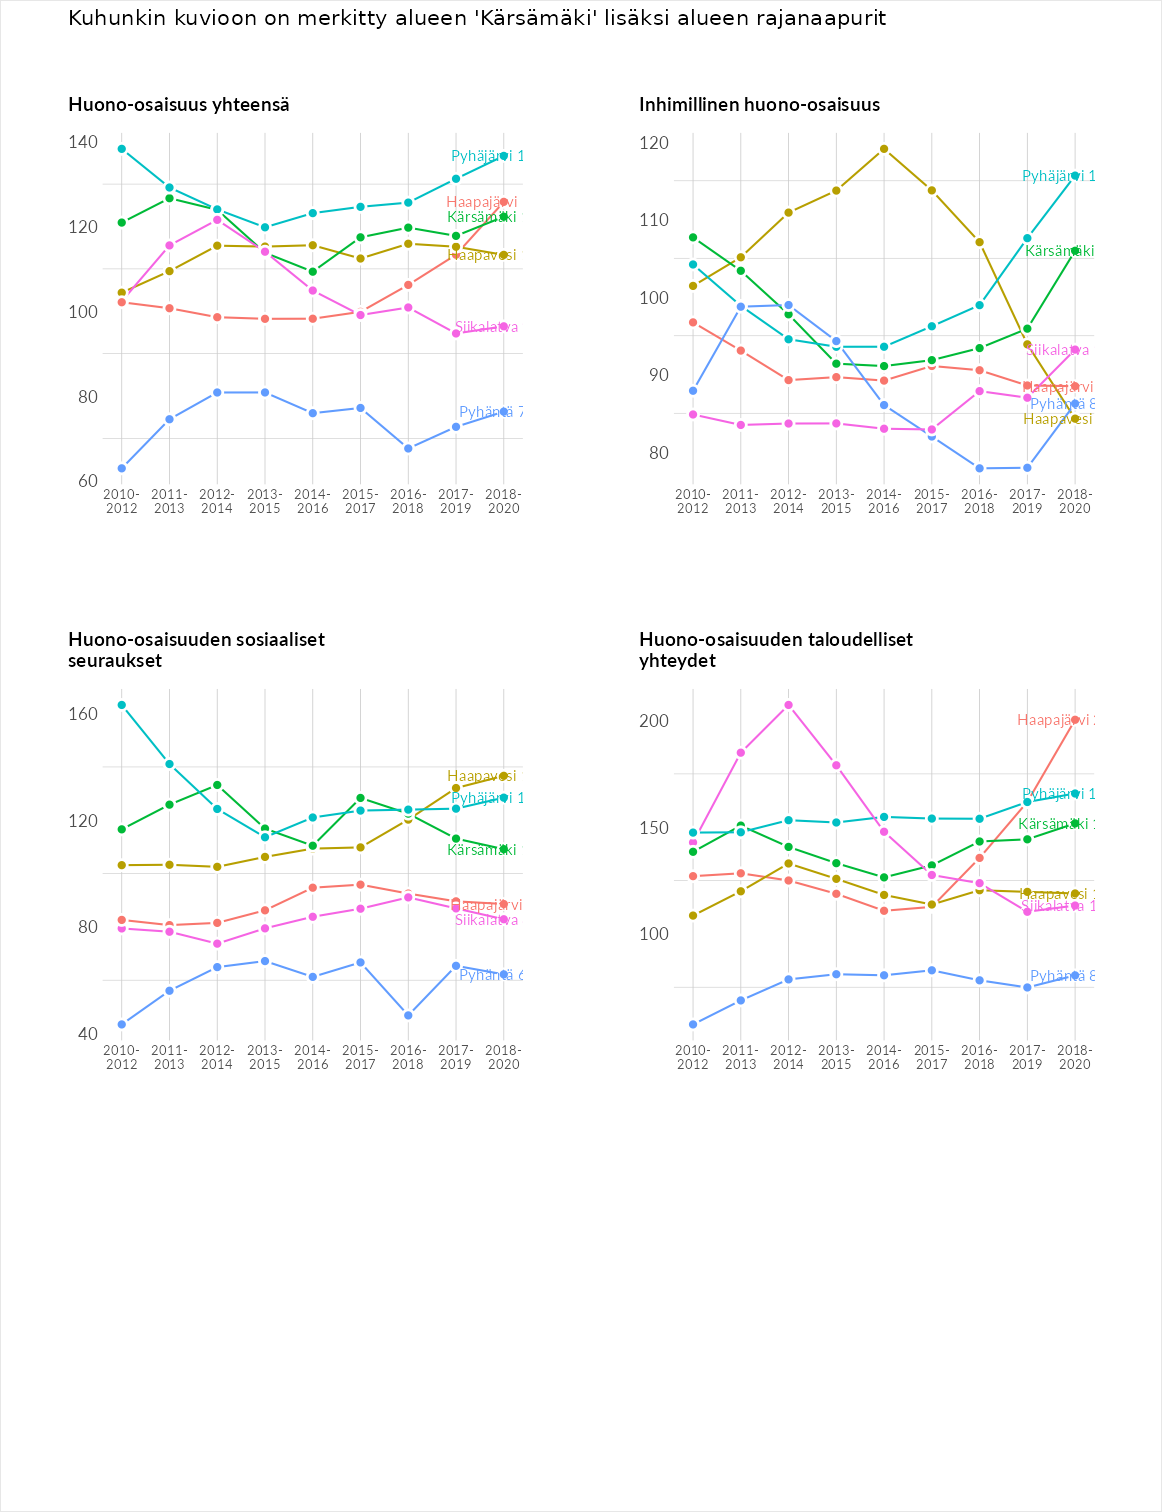 Kuhunkin kuvioon on merkitty alueen 'Kärsämäki' lisäksi alueen rajanaapurit
Huono-osaisuus yhteensä
140
120
100
80
60
Pyhäjärvi 1
Haapajärvi
Kärsämäki
Haapavesi
Siikalatva
Pyhäntä 7
2010-2012 2011-2013 2012-2014 2013-2015 2014-2016 2015-2017 2016-2018 2017-2019 2018-2020
Inhimillinen huono-osaisuus
120
110
100
90
80
Pyhäjärvi 1
Kärsämäki
Siikalatva
Haapajärvi
Pyhäntä 8
Haapavesi
2010-2012 2011-2013 2012-2014 2013-2015 2014-2016 2015-2017 2016-2018 2017-2019 2018-2020
Huono-osaisuuden sosiaaliset
seuraukset
160
120
80
40
Haapavesi
Pyhäjärvi 1
Kärsämäki
Haapajärvi
Siikalatva
Pyhäntä 6
2010-2012 2011-2013 2012-2014 2013-2015 2014-2016 2015-2017 2016-2018 2017-2019 2018-2020
Huono-osaisuuden taloudelliset
yhteydet
200
150
100
Haapajärvi 2
Pyhäjärvi 1
Kärsämäki 1
Haapavesi 1
Siikalatva 1
Pyhäntä 8
2010-2012 2011-2013 2012-2014 2013-2015 2014-2016 2015-2017 2016-2018 2017-2019 2018-2020